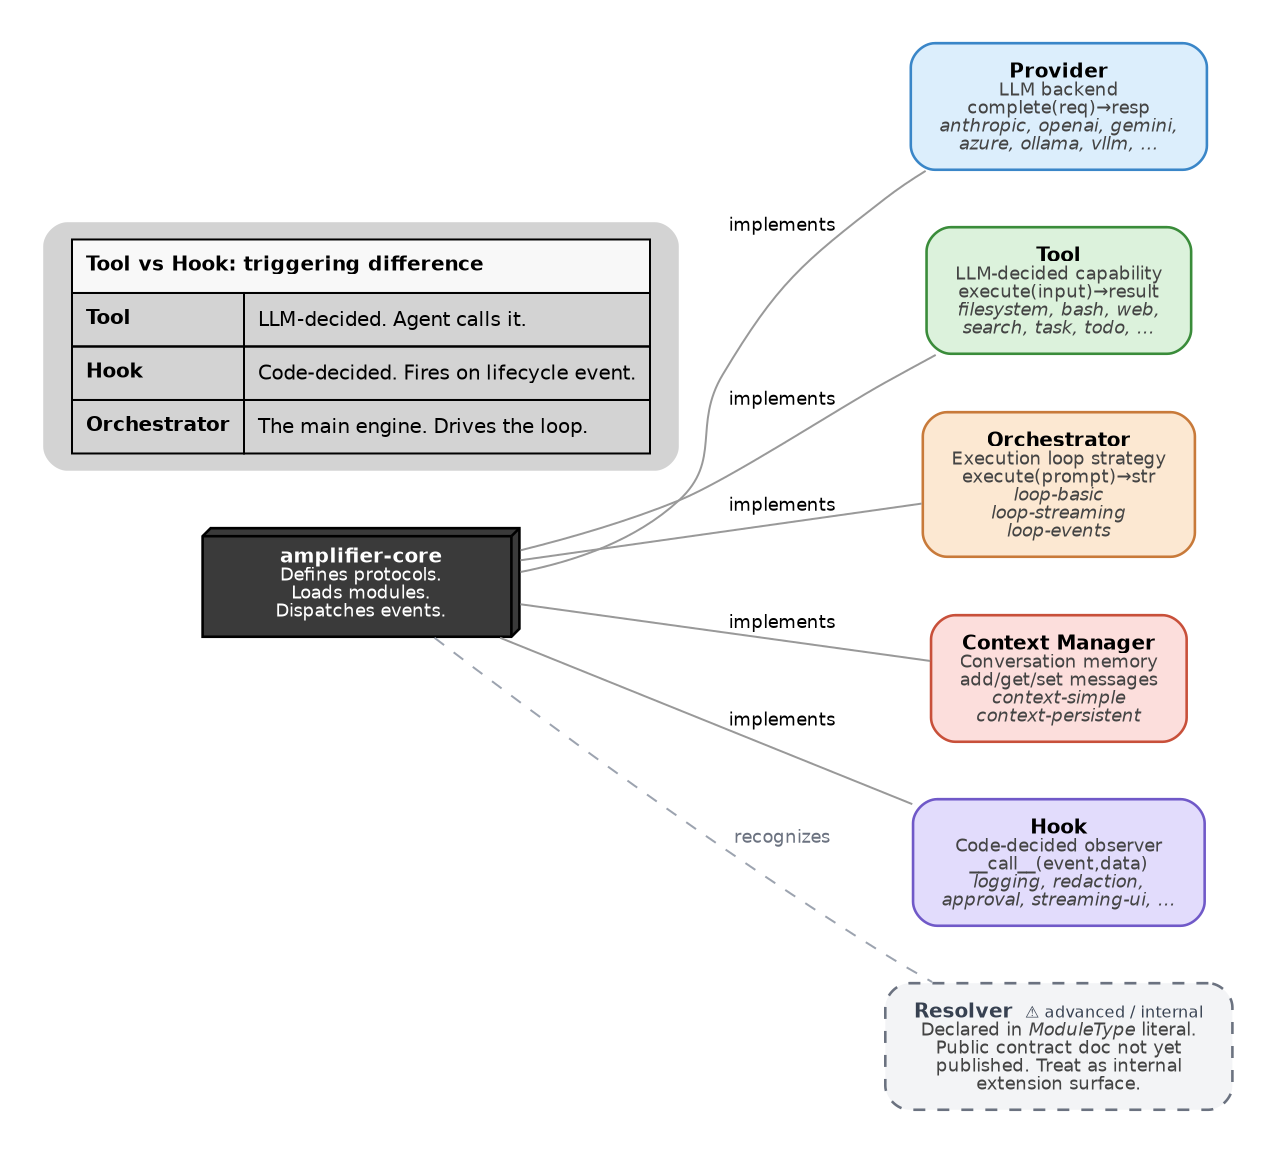 Provider
LLM backend
complete(req)→resp
anthropic, openai, gemini,
azure, ollama, vllm, …
implements
Tool vs Hook: triggering difference
Tool
LLM-decided. Agent calls it.
Hook
Code-decided. Fires on lifecycle event.
Orchestrator
The main engine. Drives the loop.
Tool
LLM-decided capability
execute(input)→result
filesystem, bash, web,
search, task, todo, …
implements
Orchestrator
Execution loop strategy
execute(prompt)→str
loop-basic
loop-streaming
loop-events
implements
amplifier-core
Defines protocols.
Loads modules.
Dispatches events.
implements
Context Manager
Conversation memory
add/get/set messages
context-simple
context-persistent
implements
Hook
Code-decided observer
__call__(event,data)
logging, redaction,
approval, streaming-ui, …
recognizes
Resolver ⚠ advanced / internal
Declared in ModuleType literal.
Public contract doc not yet
published. Treat as internal
extension surface.